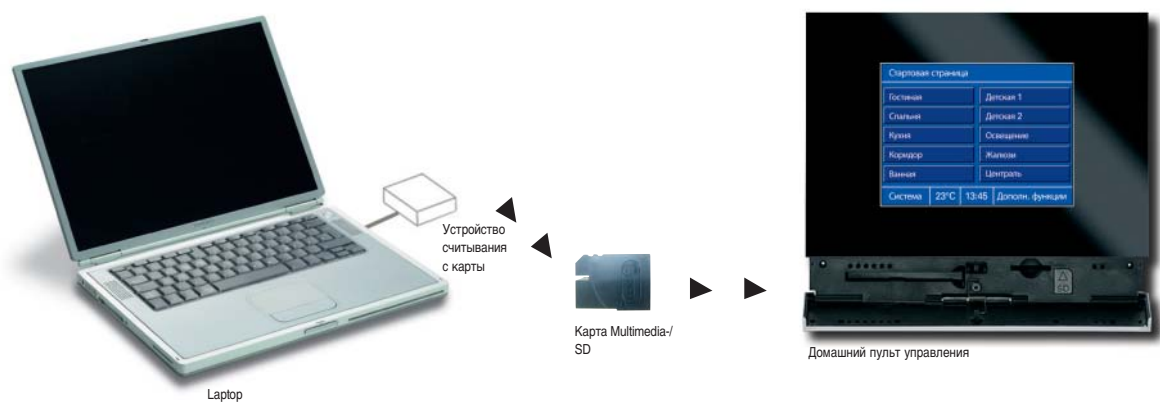 Стартовая страница
Гостиная
Детская 1
Спальня
Детская 2
Кухня
Освещение
Коридор
Жалюзи
Ванная
Централь
Система
23°C
13:45
Дополн. функции
Устройство
считывания
с карты
SD
Карта Multimedia-/
SD
Домашний пульт управления
Laptop